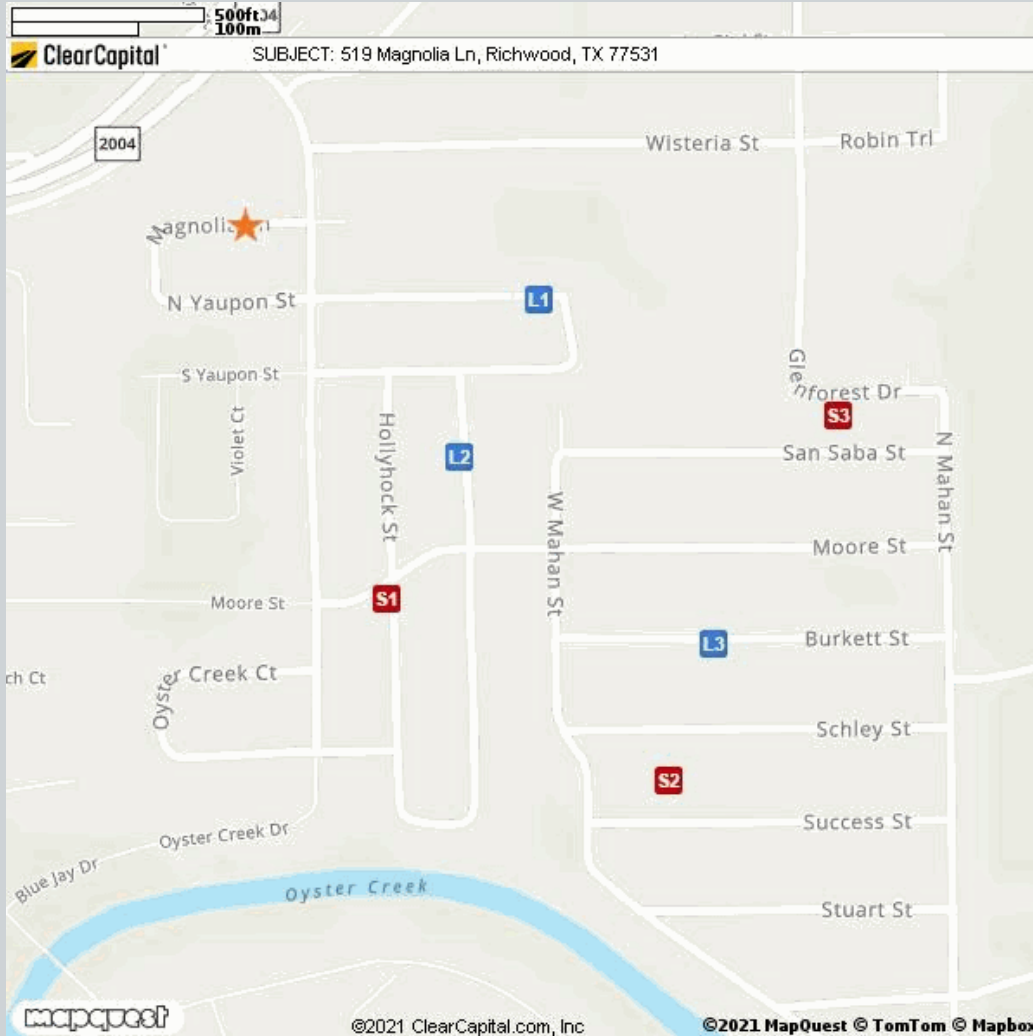 500ft
100m
ClearCapital
SUBJECT: 519 Magnolia Ln, Richwood, TX 77531
2004
Wisteria St
Robin Trl
Magnolia
N Yaupon St
L1
S Yaupon St
Glenforest Dr
S3
Violet Ct
Hollyhock St
L2
San Saba St
N Mahan St
W Mahan St
Moore St
Moore St
S1
L3
Burkett St
ch Ct
Oyster Creek Ct
Schley St
S2
Success St
Oyster Creek Dr
Blue Jay Dr
Oyster Creek
Stuart St
mapquest
©2021 ClearCapital.com, Inc
©2021 MapQuest © TomTom © Mapbox